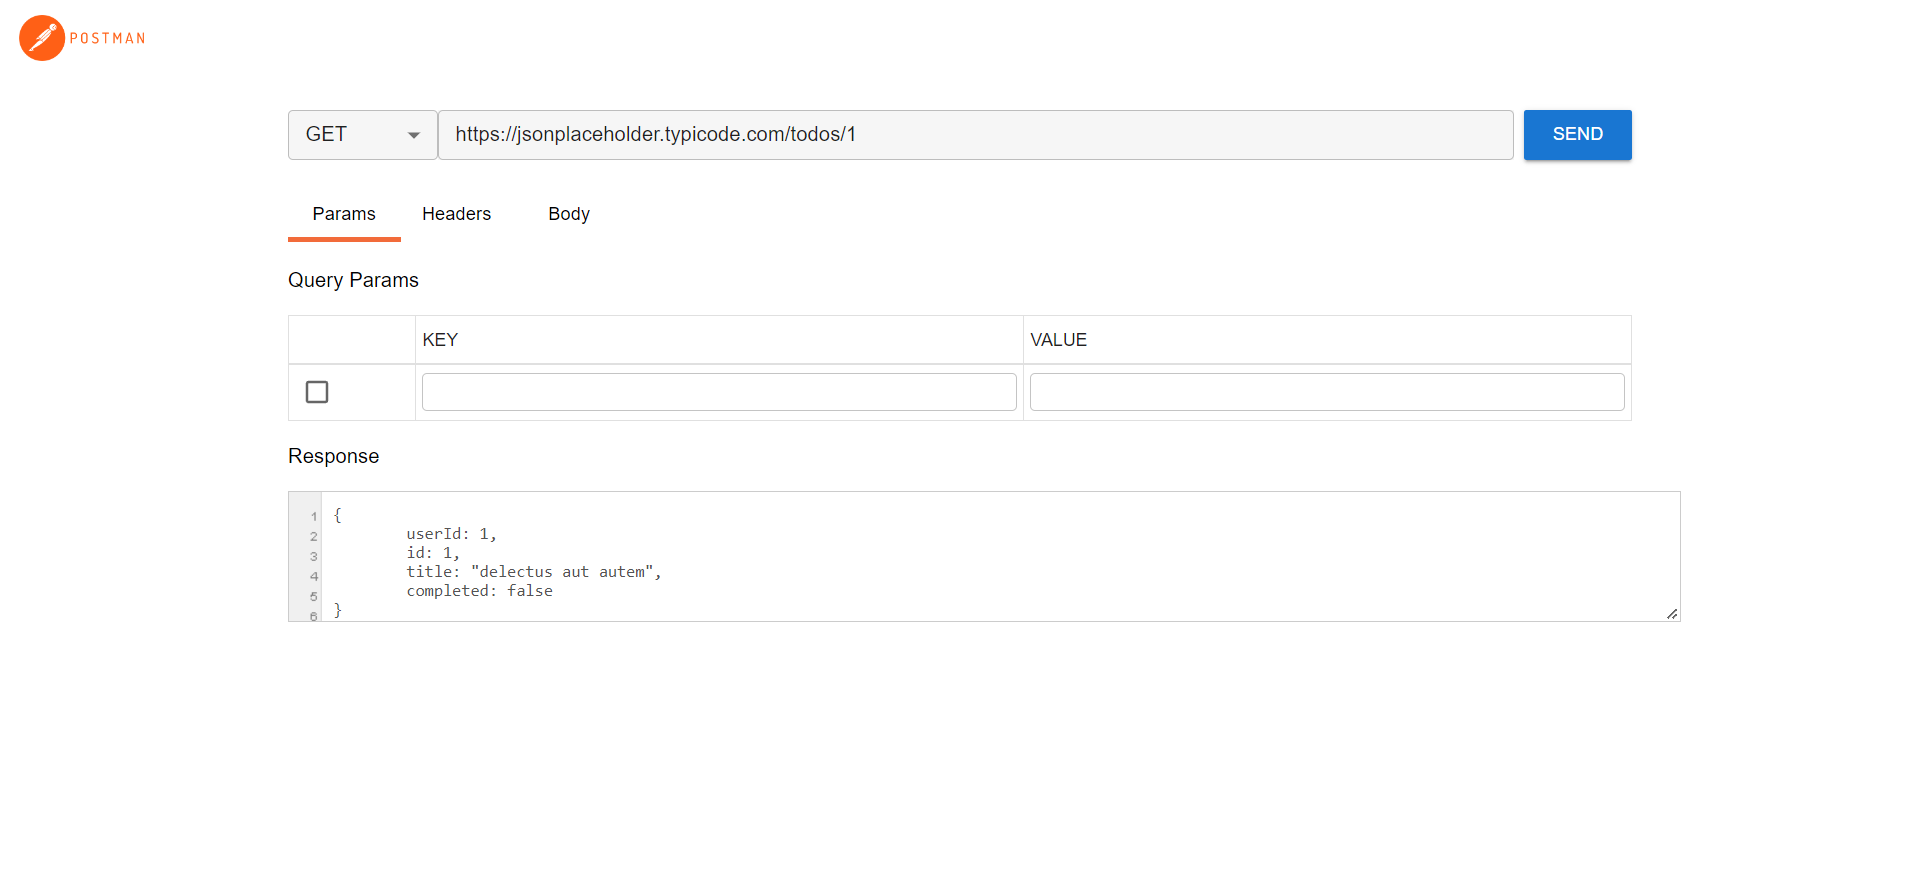 POSTMAN
GET https://jsonplaceholder.typicode.com/todos/1 SEND
Params Headers Body
Query Params
KEY VALUE
Response
1 {
2 userId: 1,
3 id: 1,
4 title: "delectus aut autem",
5 completed: false
6 }